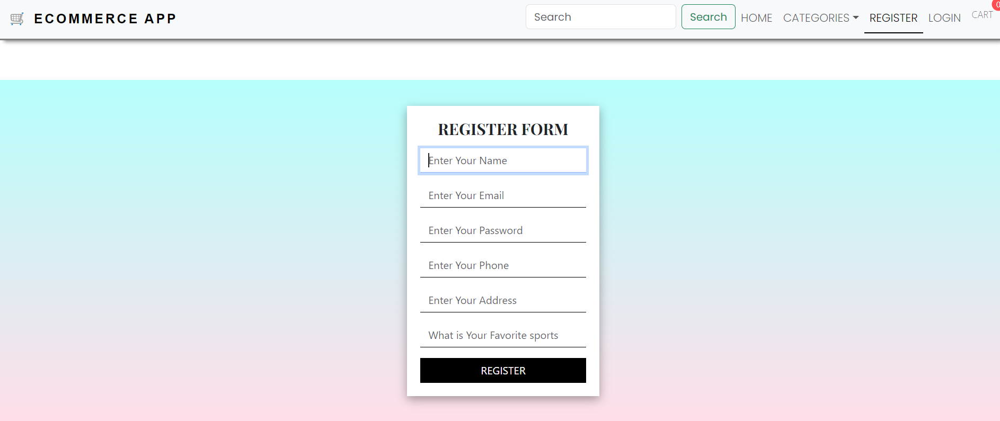 ECOMMERCE APP
Search Search HOME CATEGORIES REGISTER LOGIN CART 0
REGISTER FORM
Enter Your Name
Enter Your Email
Enter Your Password
Enter Your Phone
Enter Your Address
What is Your Favorite sports
REGISTER